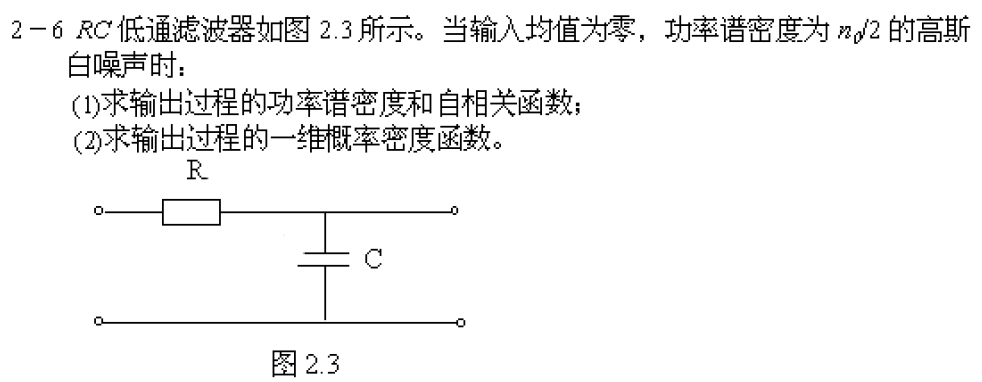 2－6 RC 低通滤波器如图 2.3 所示。当输入均值为零，功率谱密度为 n₀/2 的高斯
白噪声时：
(1)求输出过程的功率谱密度和自相关函数；
(2)求输出过程的一维概率密度函数。
R
C
图 2.3